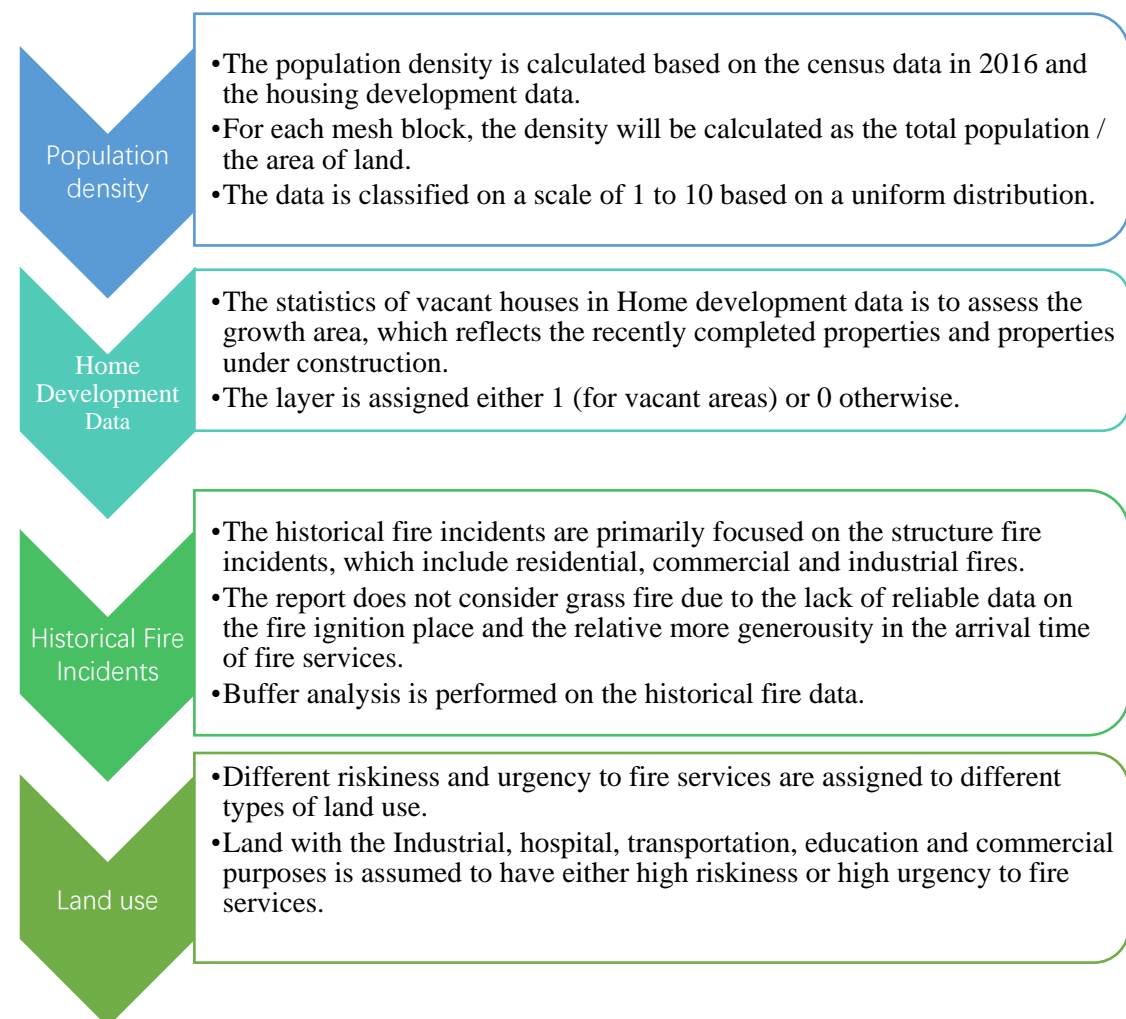 Population
density
•The population density is calculated based on the census data in 2016 and
the housing development data.
•For each mesh block, the density will be calculated as the total population /
the area of land.
•The data is classified on a scale of 1 to 10 based on a uniform distribution.
Home
Development
Data
•The statistics of vacant houses in Home development data is to assess the
growth area, which reflects the recently completed properties and properties
under construction.
•The layer is assigned either 1 (for vacant areas) or 0 otherwise.
Historical Fire
Incidents
•The historical fire incidents are primarily focused on the structure fire
incidents, which include residential, commercial and industrial fires.
•The report does not consider grass fire due to the lack of reliable data on
the fire ignition place and the relative more generousity in the arrival time
of fire services.
•Buffer analysis is performed on the historical fire data.
Land use
•Different riskiness and urgency to fire services are assigned to different
types of land use.
•Land with the Industrial, hospital, transportation, education and commercial
purposes is assumed to have either high riskiness or high urgency to fire
services.